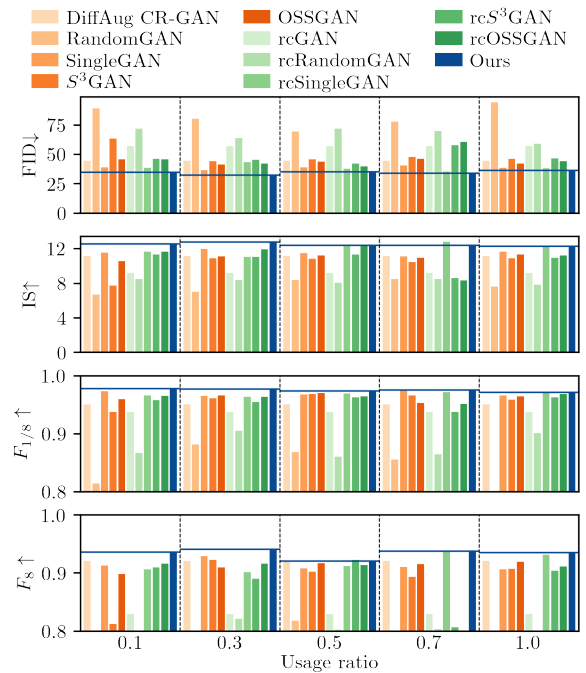 DiffAug CR-GAN
RandomGAN
SingleGAN
S³GAN
OSSGAN
rcGAN
rcRandomGAN
rcSingleGAN
rcS³GAN
rcOSSGAN
Ours
FID↓
75
50
25
0
IS↑
12
8
4
0
F₁/₈ ↑
1.0
0.9
0.8
F₈ ↑
1.0
0.9
0.8
0.1 0.3 0.5 0.7 1.0
Usage ratio